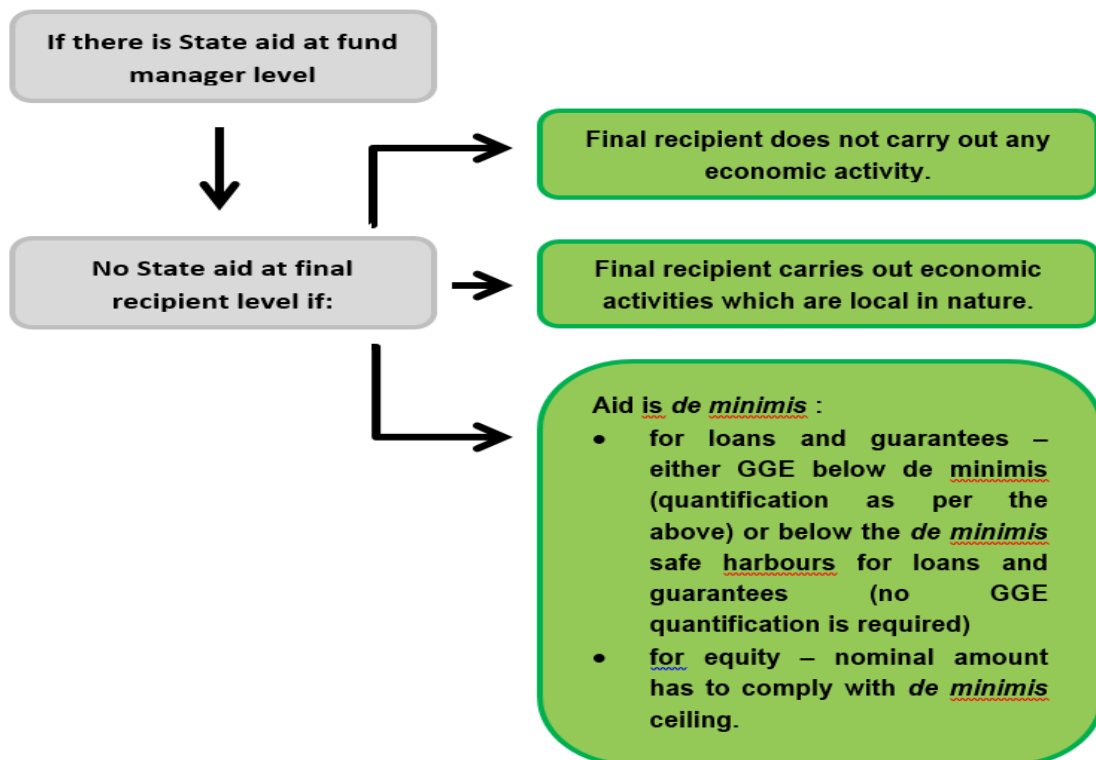 If there is State aid at fund
manager level
Final recipient does not carry out any
economic activity.
No State aid at final
recipient level if:
Final recipient carries out economic
activities which are local in nature.
Aid is de minimis :
• for loans and guarantees –
either GGE below de minimis
(quantification as per the
above) or below the de minimis
safe harbours for loans and
guarantees (no GGE
quantification is required)
• for equity – nominal amount
has to comply with de minimis
ceiling.